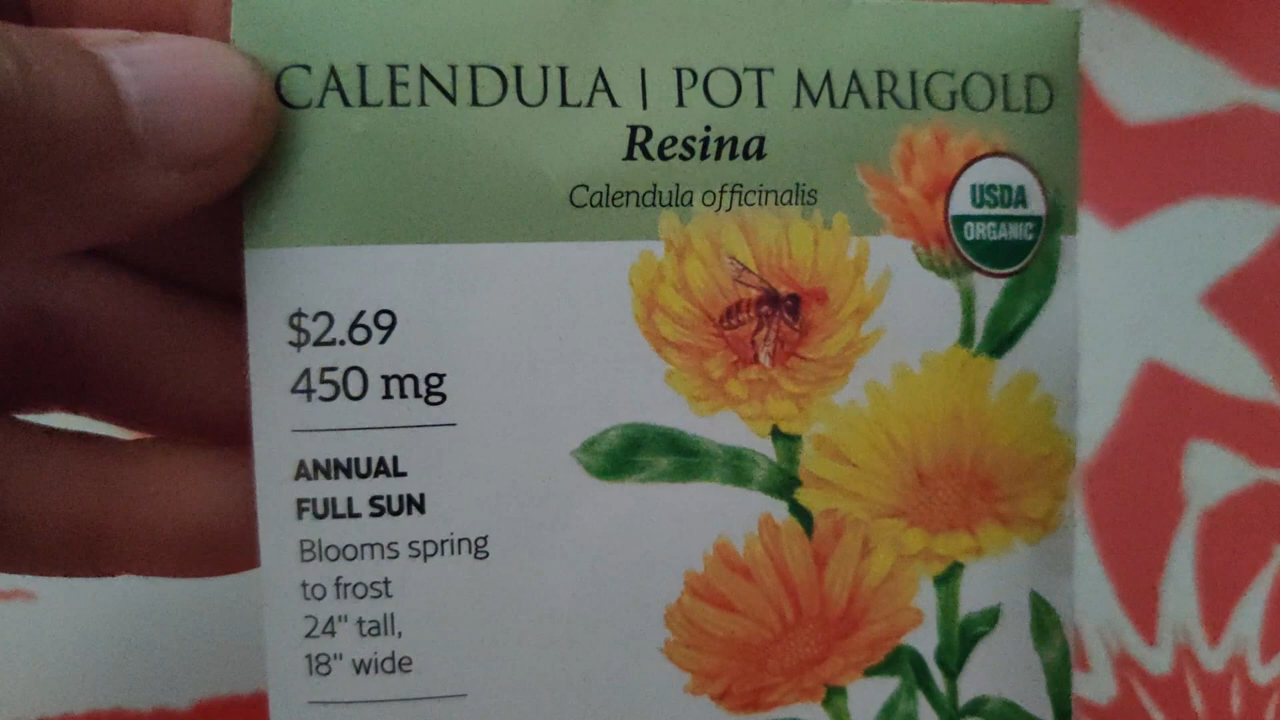 CALENDULA | POT MARIGOLD
Resina
Calendula officinalis
USDA
ORGANIC
$2.69
450 mg
ANNUAL
FULL SUN
Blooms spring
to frost
24" tall,
18" wide